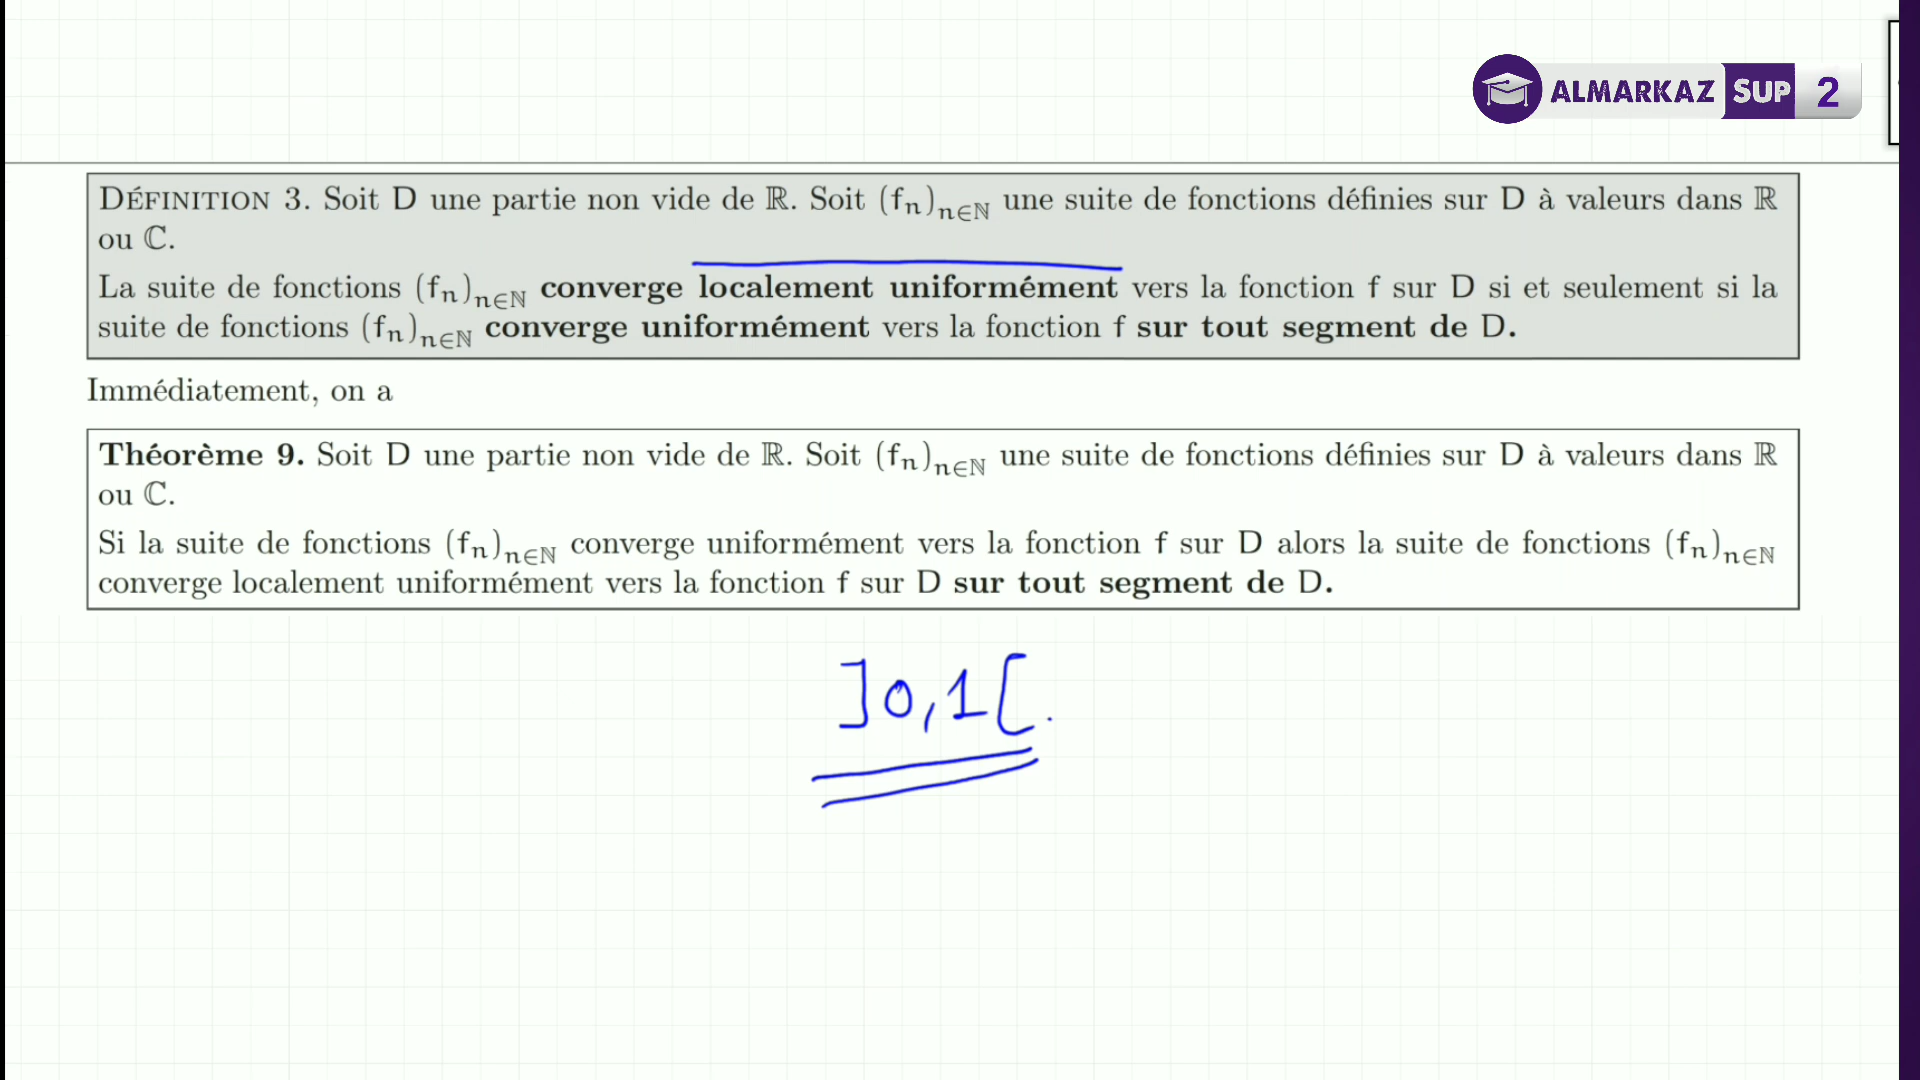 ALMARKAZ SUP 2
DÉFINITION 3. Soit D une partie non vide de ℝ. Soit (fₙ)ₙ∈ℕ une suite de fonctions définies sur D à valeurs dans ℝ
ou ℂ.
La suite de fonctions (fₙ)ₙ∈ℕ converge localement uniformément vers la fonction f sur D si et seulement si la
suite de fonctions (fₙ)ₙ∈ℕ converge uniformément vers la fonction f sur tout segment de D.
Immédiatement, on a
Théorème 9. Soit D une partie non vide de ℝ. Soit (fₙ)ₙ∈ℕ une suite de fonctions définies sur D à valeurs dans ℝ
ou ℂ.
Si la suite de fonctions (fₙ)ₙ∈ℕ converge uniformément vers la fonction f sur D alors la suite de fonctions (fₙ)ₙ∈ℕ
converge localement uniformément vers la fonction f sur D sur tout segment de D.
]0,1[.